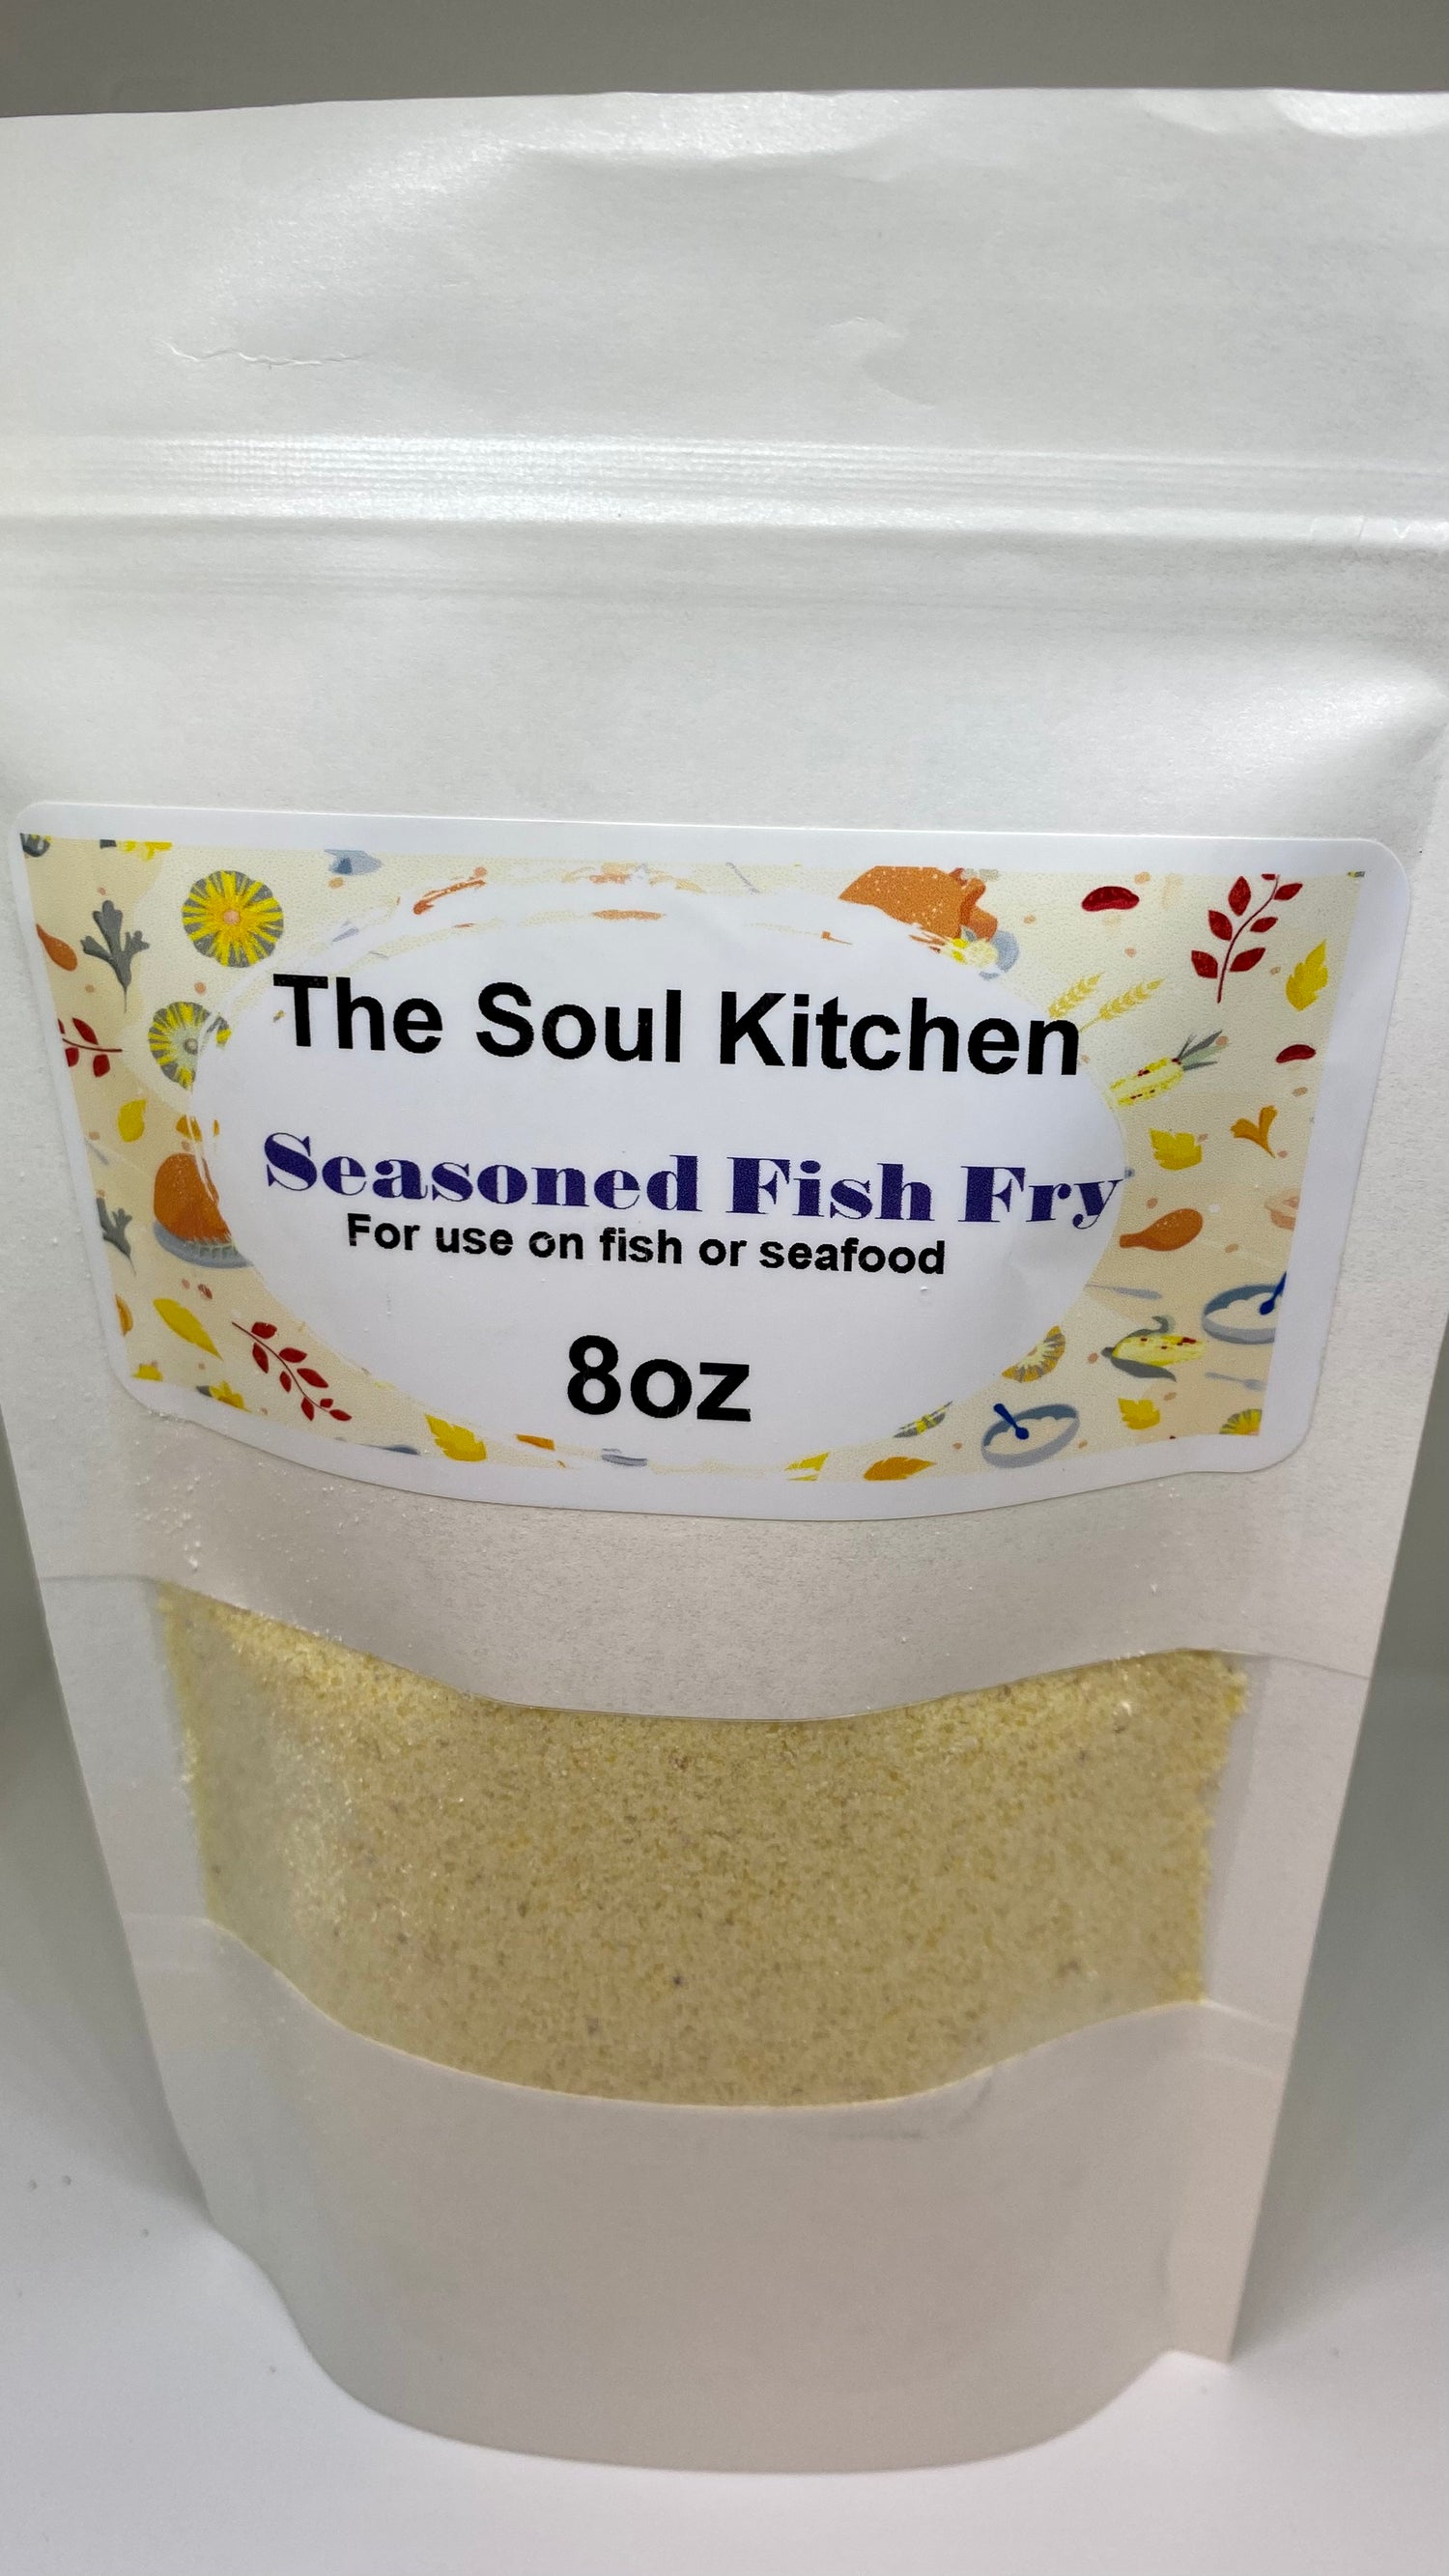 The Soul Kitchen
Seasoned Fish Fry
For use on fish or seafood
8oz